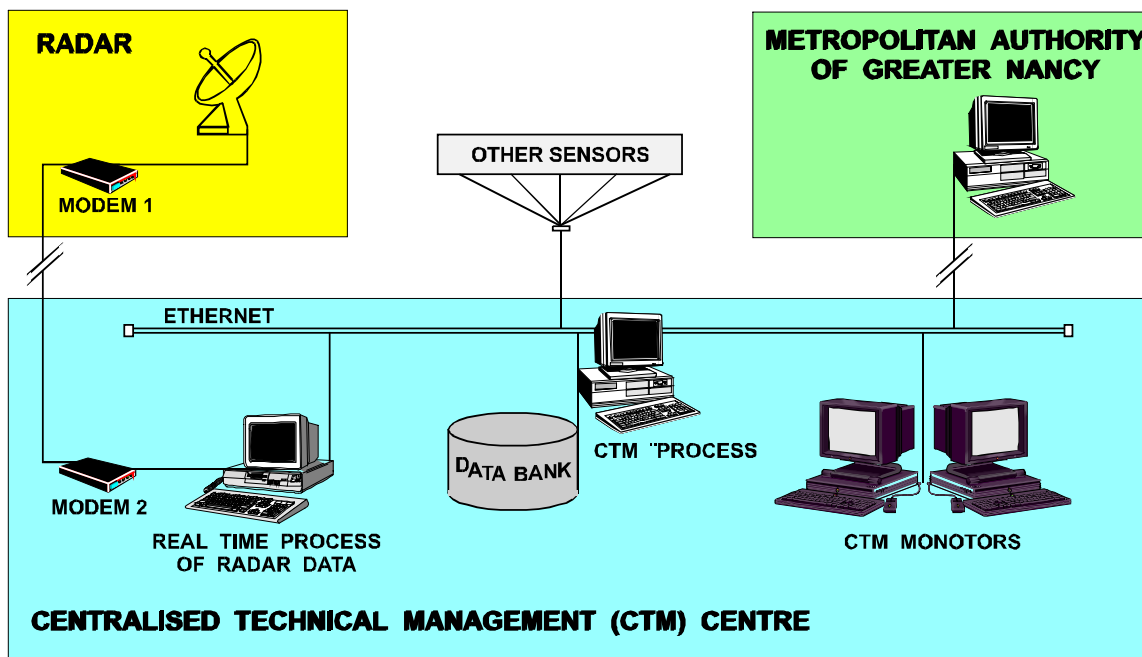 RADAR
MODEM 1
OTHER SENSORS
METROPOLITAN AUTHORITY
OF GREATER NANCY
ETHERNET
MODEM 2
REAL TIME PROCESS
OF RADAR DATA
DATA BANK
CTM ¨PROCESS
CTM MONOTORS
CENTRALISED TECHNICAL MANAGEMENT (CTM) CENTRE